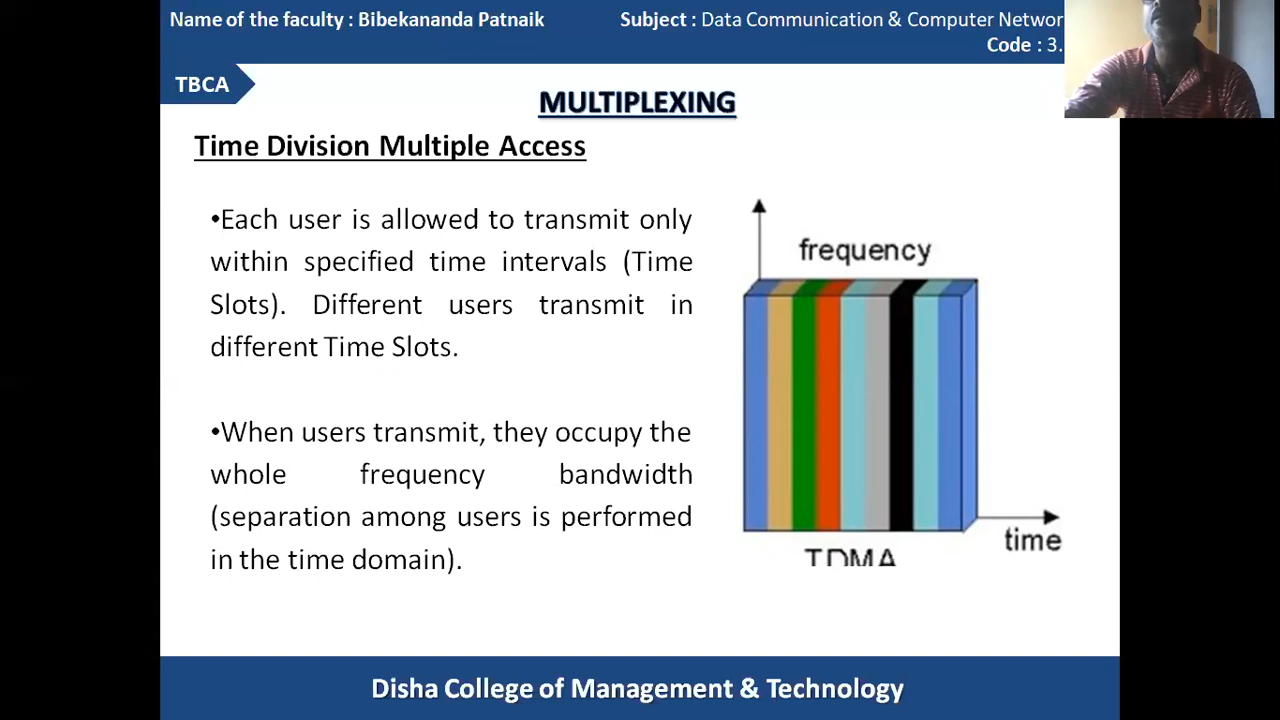 Name of the faculty : Bibekananda Patnaik
Subject : Data Communication & Computer Networ
Code : 3.
TBCA
MULTIPLEXING
Time Division Multiple Access
•Each user is allowed to transmit only
within specified time intervals (Time
Slots). Different users transmit in
different Time Slots.
•When users transmit, they occupy the
whole frequency bandwidth
(separation among users is performed
in the time domain).
frequency
time
TDMA
Disha College of Management & Technology